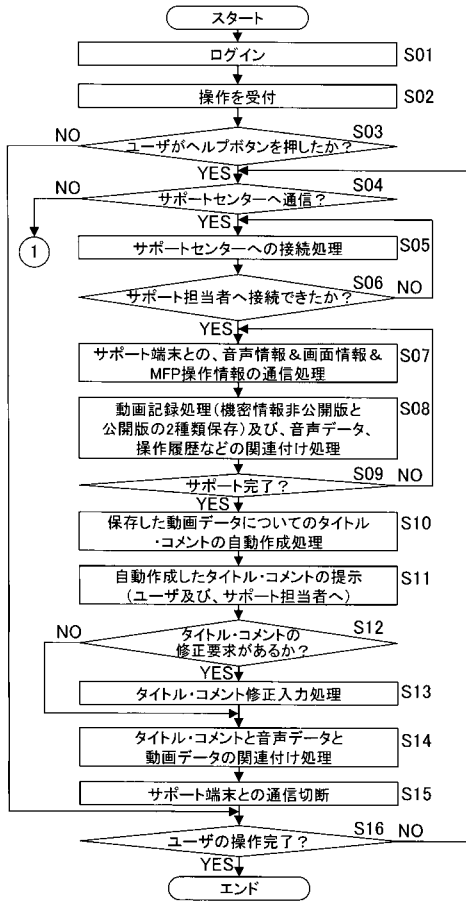 スタート
ログイン
S01
操作を受付
S02
S03
NO
ユーザがヘルプボタンを押したか?
YES
S04
NO
サポートセンターへ通信?
YES
1
サポートセンターへの接続処理
S05
S06
サポート担当者へ接続できたか?
NO
YES
サポート端末との、音声情報&画面情報&
MFP操作情報の通信処理
S07
動画記録処理(機密情報非公開版と
公開版の2種類保存)及び、音声データ、
操作履歴などの関連付け処理
S08
S09
サポート完了?
NO
YES
保存した動画データについてのタイトル
・コメントの自動作成処理
S10
自動作成したタイトル・コメントの提示
(ユーザ及び、サポート担当者へ)
S11
S12
NO
タイトル・コメントの
修正要求があるか?
YES
タイトル・コメント修正入力処理
S13
タイトル・コメントと音声データと
動画データの関連付け処理
S14
サポート端末との通信切断
S15
S16
NO
ユーザの操作完了?
YES
エンド